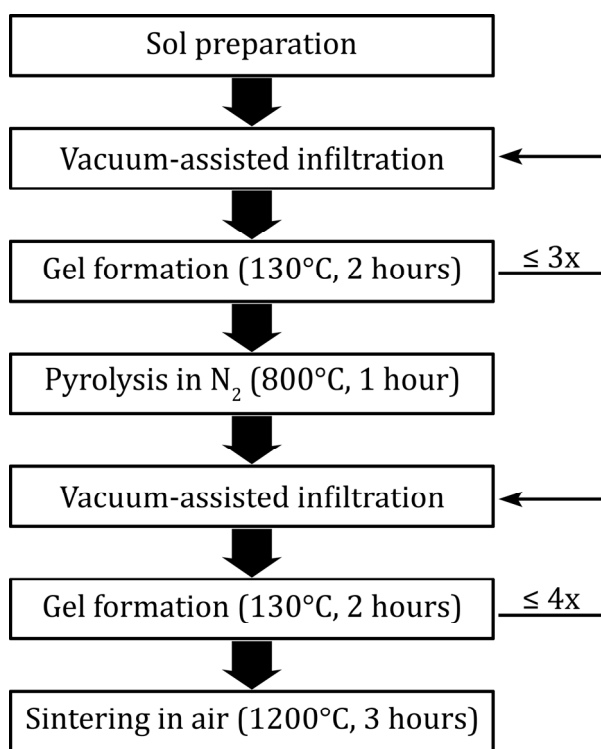 Sol preparation
Vacuum-assisted infiltration
Gel formation (130°C, 2 hours)
≤ 3x
Pyrolysis in N₂ (800°C, 1 hour)
Vacuum-assisted infiltration
Gel formation (130°C, 2 hours)
≤ 4x
Sintering in air (1200°C, 3 hours)